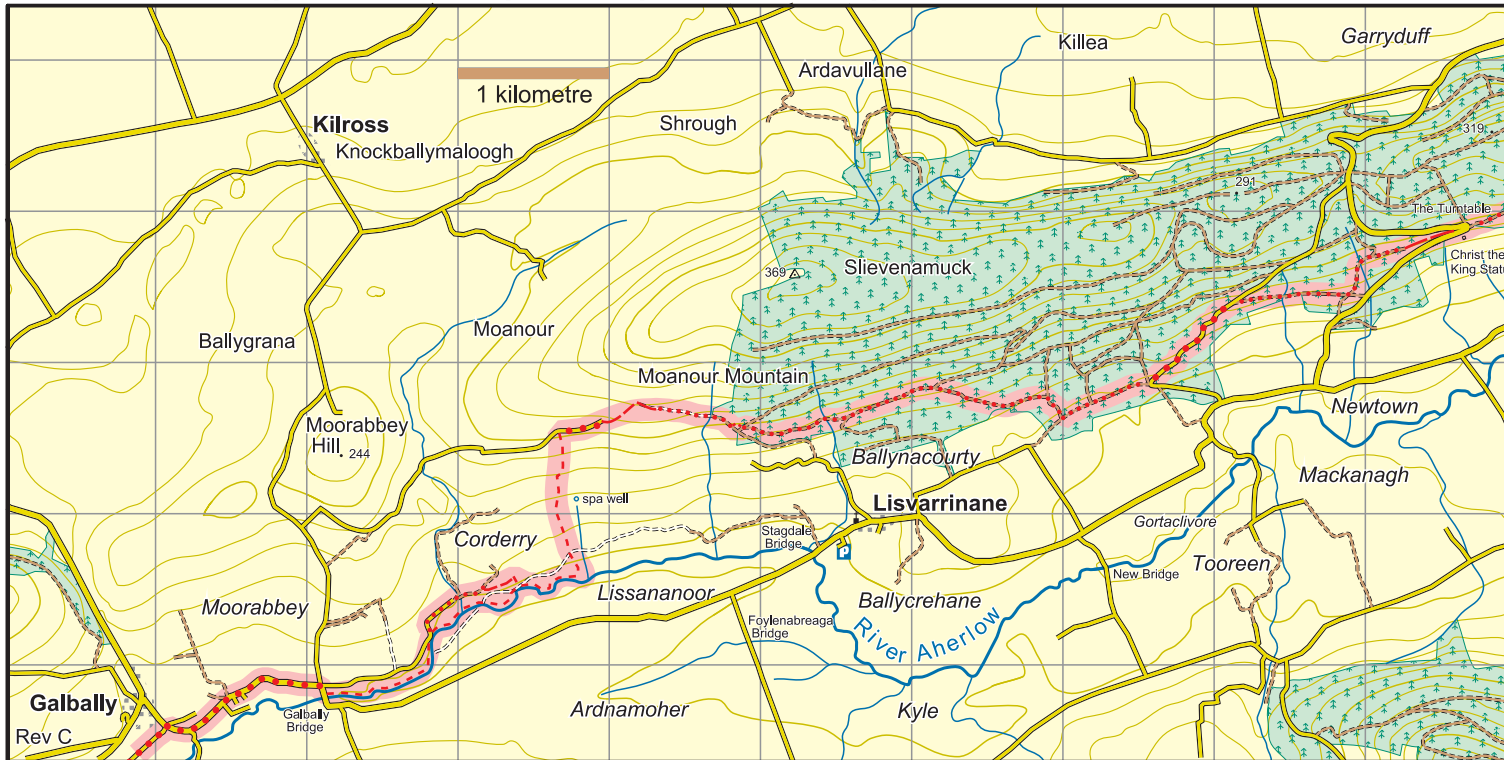 Garryduff
Killea
Ardavullane
1 kilometre
Shrough
Kilross
Knockballymaloogh
319
291
The Turntable
Christ the
King Statu
369
Slievenamuck
Moanour
Ballygrana
Moanour Mountain
Newtown
Moorabbey
Hill
244
Ballynacourty
Mackanagh
spa well
Lisvarrinane
Gortaclivore
Corderry
Stagdale
Bridge
P
New Bridge
Tooreen
Lissananoor
Ballycrehane
Moorabbey
Foylenabreaga
Bridge
River Aherlow
Galbally
Galbally
Bridge
Ardnamoher
Kyle
Rev C